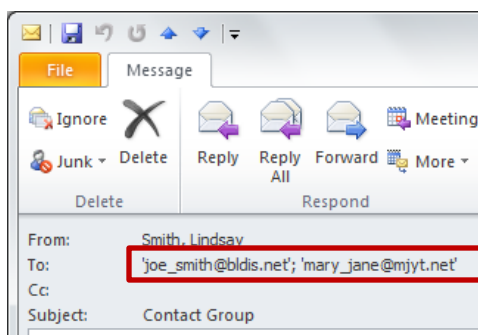 File Message
Ignore
Junk
Delete
Reply
Reply All
Forward
Meeting
More
Delete Respond
From: Smith, Lindsay
To: 'joe_smith@bldis.net'; 'mary_jane@mjyt.net'
Cc:
Subject: Contact Group